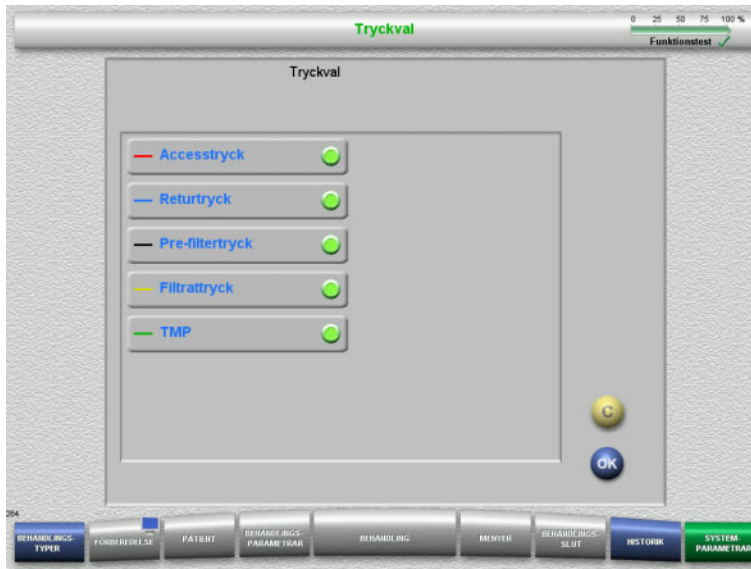 Tryckval
0 25 50 75 100 %
Funktionstest
Tryckval
Accesstryck
Returtryck
Pre-filtertryck
Filtrattryck
TMP
C
OK
284
BEHANDLINGS-
TYPER
FÖRBEREDELSE
PATIENT
BEHANDLINGS-
PARAMETRAR
BEHANDLING
MENYER
BEHANDLINGS-
SLUT
HISTORIK
SYSTEM-
PARAMETRAR